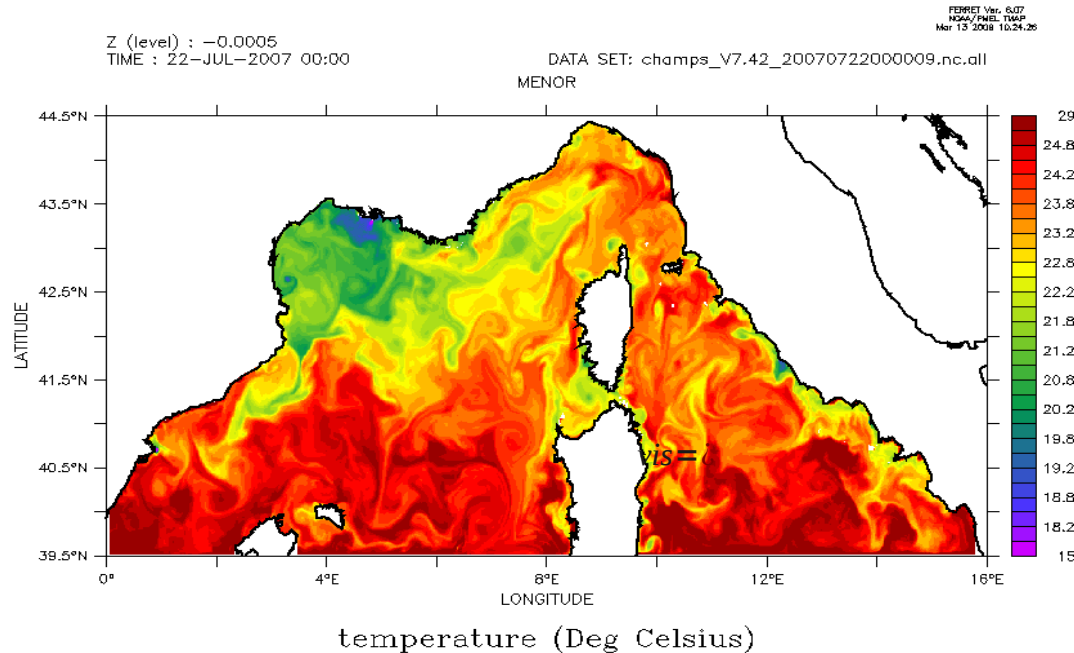 FERRET Ver. 6.07
NOAA/PMEL TMAP
Mar 13 2008 10.24.26
Z (level) : -0.0005
TIME : 22-JUL-2007 00:00
DATA SET: champs_V7.42_20070722000009.nc.all
MENOR
44.5°N
43.5°N
42.5°N
41.5°N
40.5°N
39.5°N
LATITUDE
vis=
0°
4°E
8°E
12°E
16°E
LONGITUDE
29
24.8
24.2
23.8
23.2
22.8
22.2
21.8
21.2
20.8
20.2
19.8
19.2
18.8
18.2
15
temperature (Deg Celsius)